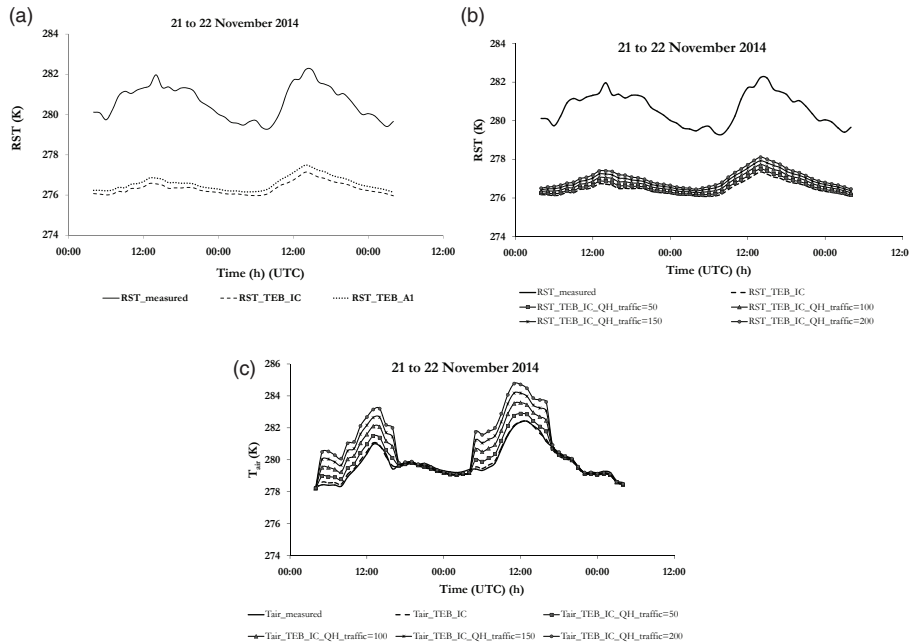 (a)
21 to 22 November 2014
284
282
280
278
276
274
RST (K)
00:00 12:00 00:00 12:00 00:00 12:00
Time (h) (UTC)
RST_measured RST_TEB_IC RST_TEB_A1
(b)
21 to 22 November 2014
284
282
280
278
276
274
RST (K)
00:00 12:00 00:00 12:00 00:00 12:00
Time (UTC) (h)
RST_measured RST_TEB_IC
RST_TEB_IC_QH_traffic=50 RST_TEB_IC_QH_traffic=100
RST_TEB_IC_QH_traffic=150 RST_TEB_IC_QH_traffic=200
(c)
21 to 22 November 2014
286
284
282
280
278
276
274
Tair (K)
00:00 12:00 00:00 12:00 00:00 12:00
Time (UTC) (h)
Tair_measured Tair_TEB_IC Tair_TEB_IC_QH_traffic=50
Tair_TEB_IC_QH_traffic=100 Tair_TEB_IC_QH_traffic=150 Tair_TEB_IC_QH_traffic=200